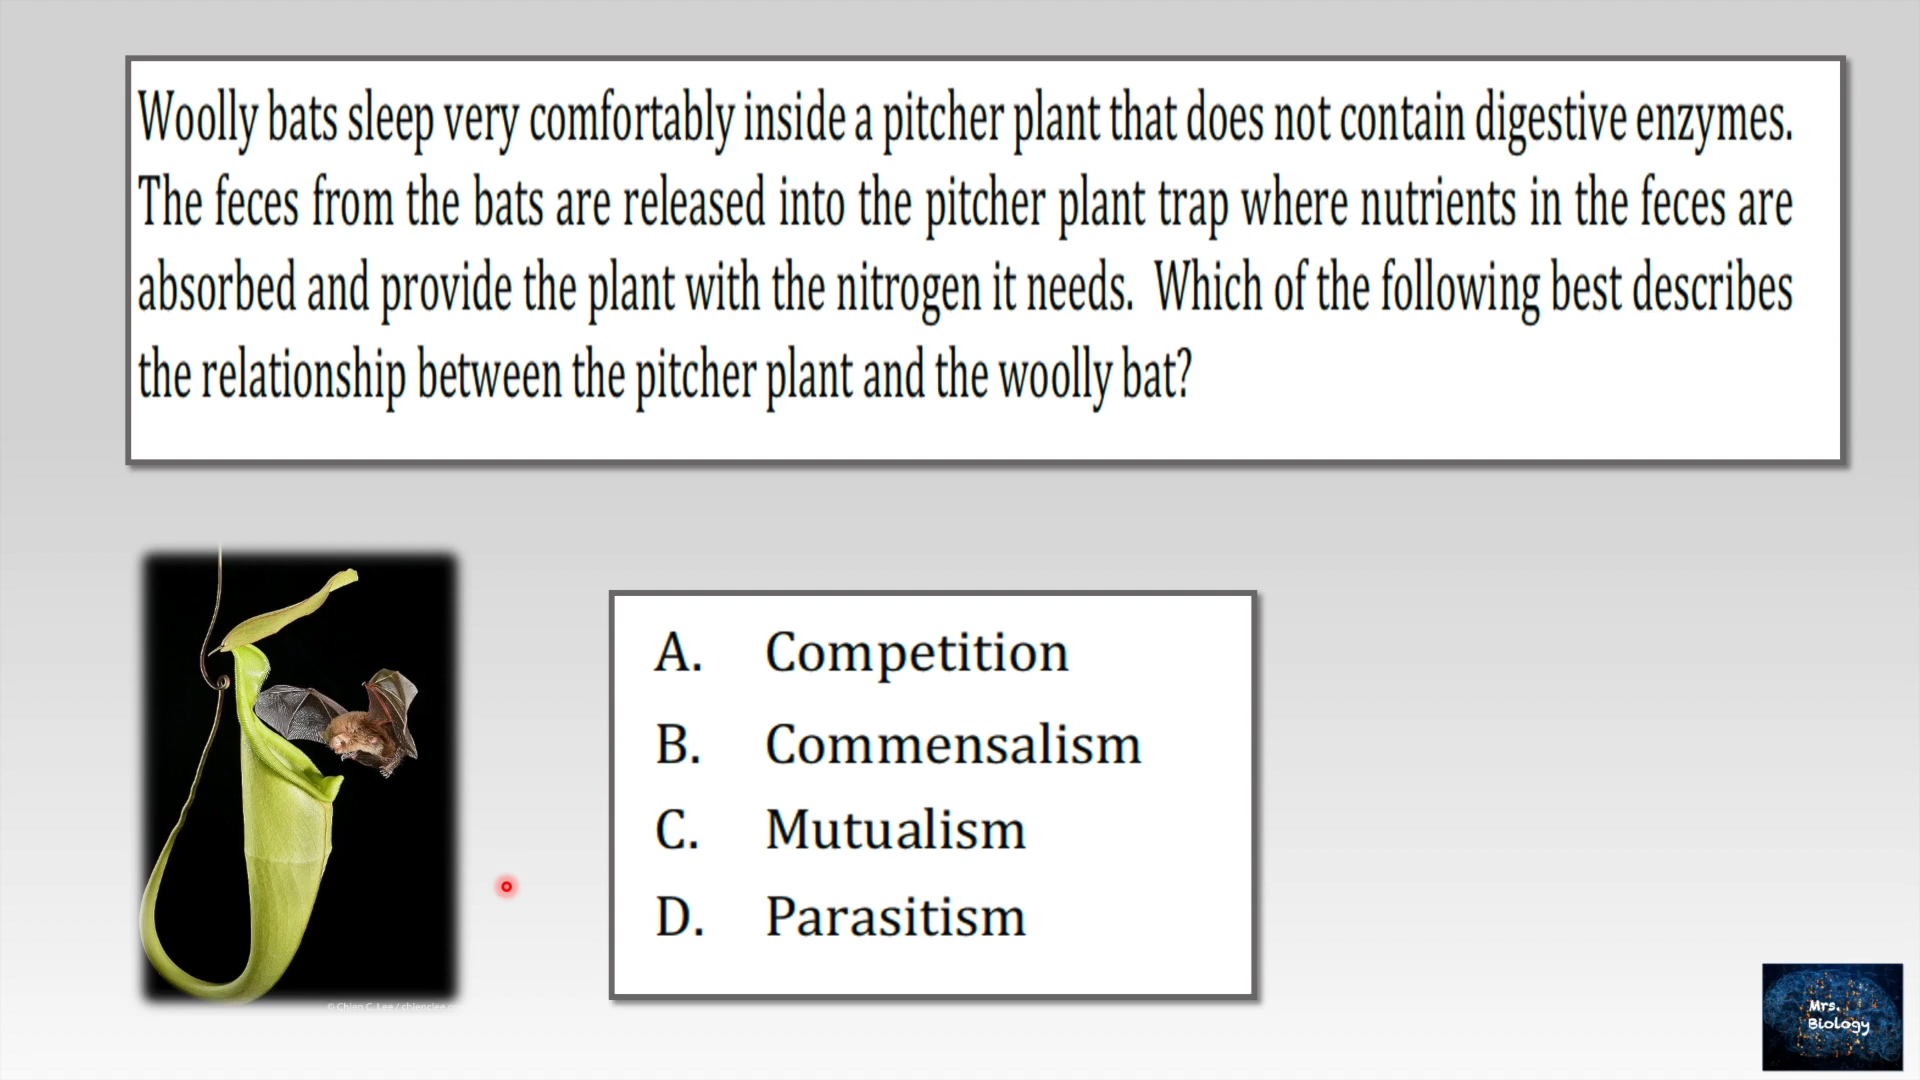 Woolly bats sleep very comfortably inside a pitcher plant that does not contain digestive enzymes.
The feces from the bats are released into the pitcher plant trap where nutrients in the feces are
absorbed and provide the plant with the nitrogen it needs. Which of the following best describes
the relationship between the pitcher plant and the woolly bat?
A. Competition
B. Commensalism
C. Mutualism
D. Parasitism
© Chien C. Lee /
Mrs.
Biology